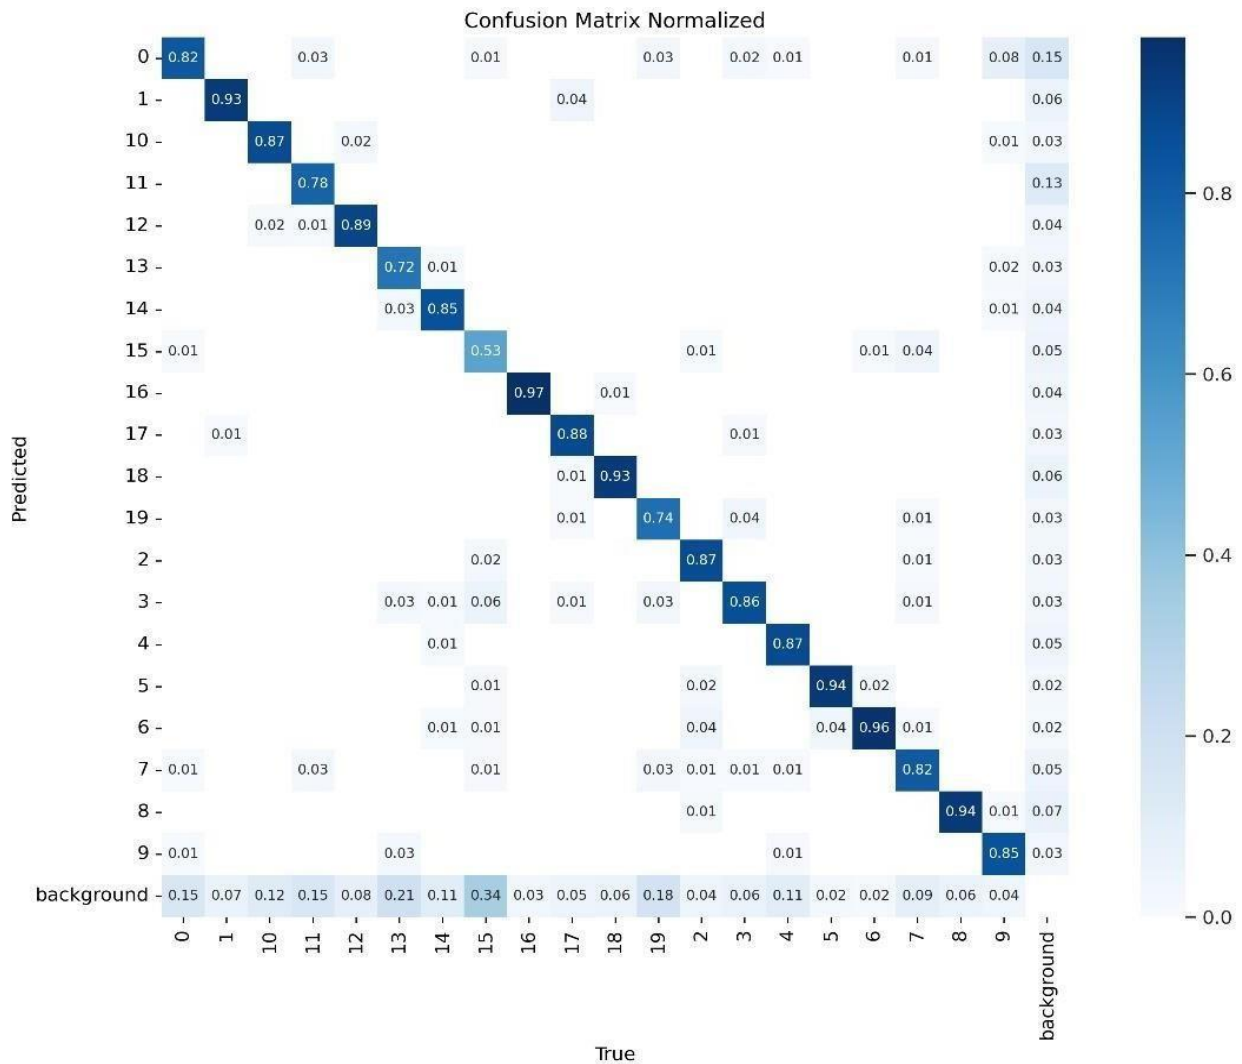 Confusion Matrix Normalized
0 - 0.82 0.03 0.01 0.03 0.02 0.01 0.01 0.08 0.15
1 - 0.93 0.04 0.06
10 - 0.87 0.02 0.01 0.03
11 - 0.78 0.13
12 - 0.02 0.01 0.89 0.04
13 - 0.72 0.01 0.02 0.03
14 - 0.03 0.85 0.01 0.04
15 - 0.01 0.53 0.01 0.01 0.04 0.05
16 - 0.97 0.01 0.04
17 - 0.01 0.88 0.01 0.03
18 - 0.01 0.93 0.06
19 - 0.01 0.74 0.04 0.01 0.03
2 - 0.02 0.87 0.01 0.03
3 - 0.03 0.01 0.06 0.01 0.03 0.86 0.01 0.03
4 - 0.01 0.87 0.05
5 - 0.01 0.02 0.94 0.02 0.02
6 - 0.01 0.01 0.04 0.04 0.96 0.01 0.02
7 - 0.01 0.03 0.01 0.03 0.01 0.01 0.01 0.82 0.05
8 - 0.01 0.94 0.01 0.07
9 - 0.01 0.03 0.01 0.85 0.03
background - 0.15 0.07 0.12 0.15 0.08 0.21 0.11 0.34 0.03 0.05 0.06 0.18 0.04 0.06 0.11 0.02 0.02 0.09 0.06 0.04
0 1 10 11 12 13 14 15 16 17 18 19 2 3 4 5 6 7 8 9 background
Predicted
True
0.8
0.6
0.4
0.2
0.0